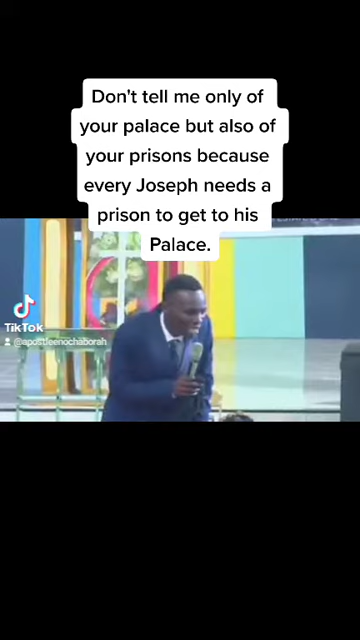 Don't tell me only of
your palace but also of
your prisons because
every Joseph needs a
prison to get to his
Palace.
TikTok
@apostleenochaborah